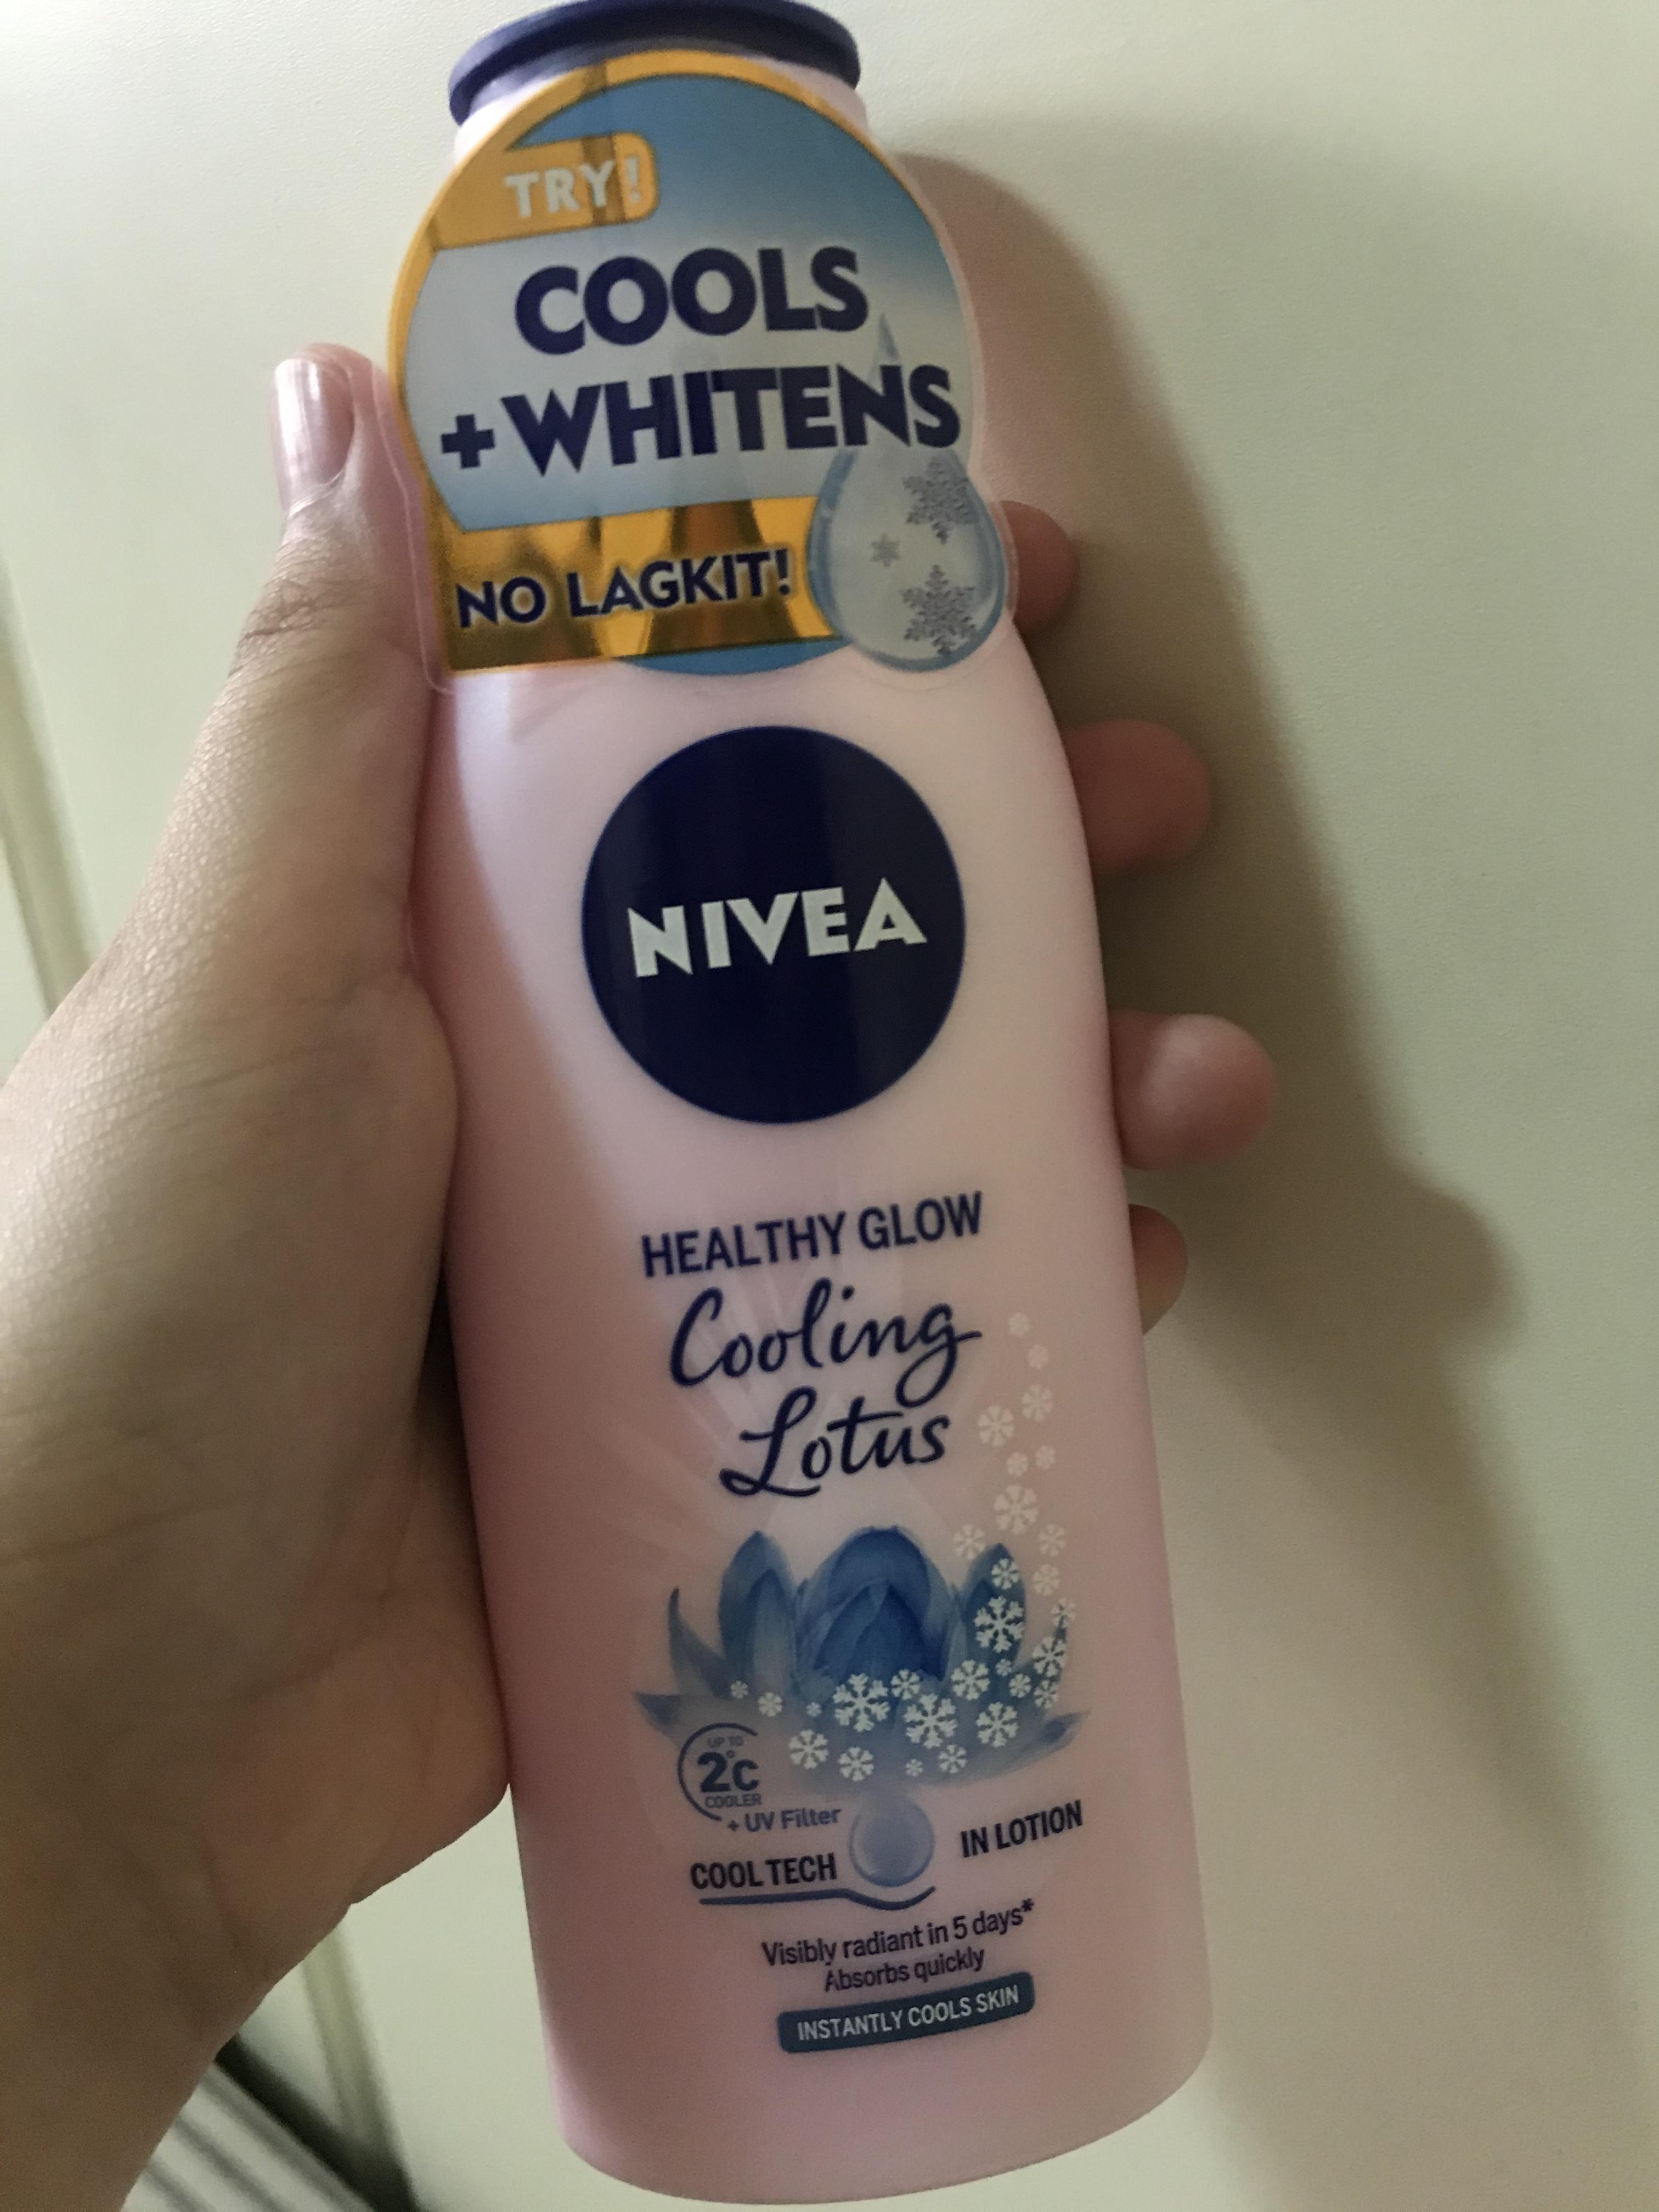 TRY!
COOLS
+WHITENS
NO LAGKIT!
NIVEA
HEALTHY GLOW
Cooling
Lotus
UP TO
2°C
COOLER
+ UV Filter
COOL TECH IN LOTION
Visibly radiant in 5 days*
Absorbs quickly
INSTANTLY COOLS SKIN